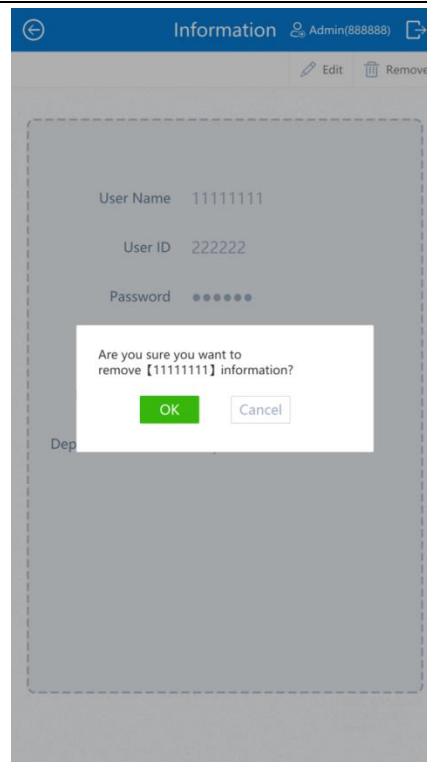 Information Admin(888888)
Edit Remove
User Name 11111111
User ID 222222
Password ●●●●●●
Are you sure you want to
remove【11111111】information?
OK Cancel
Dep